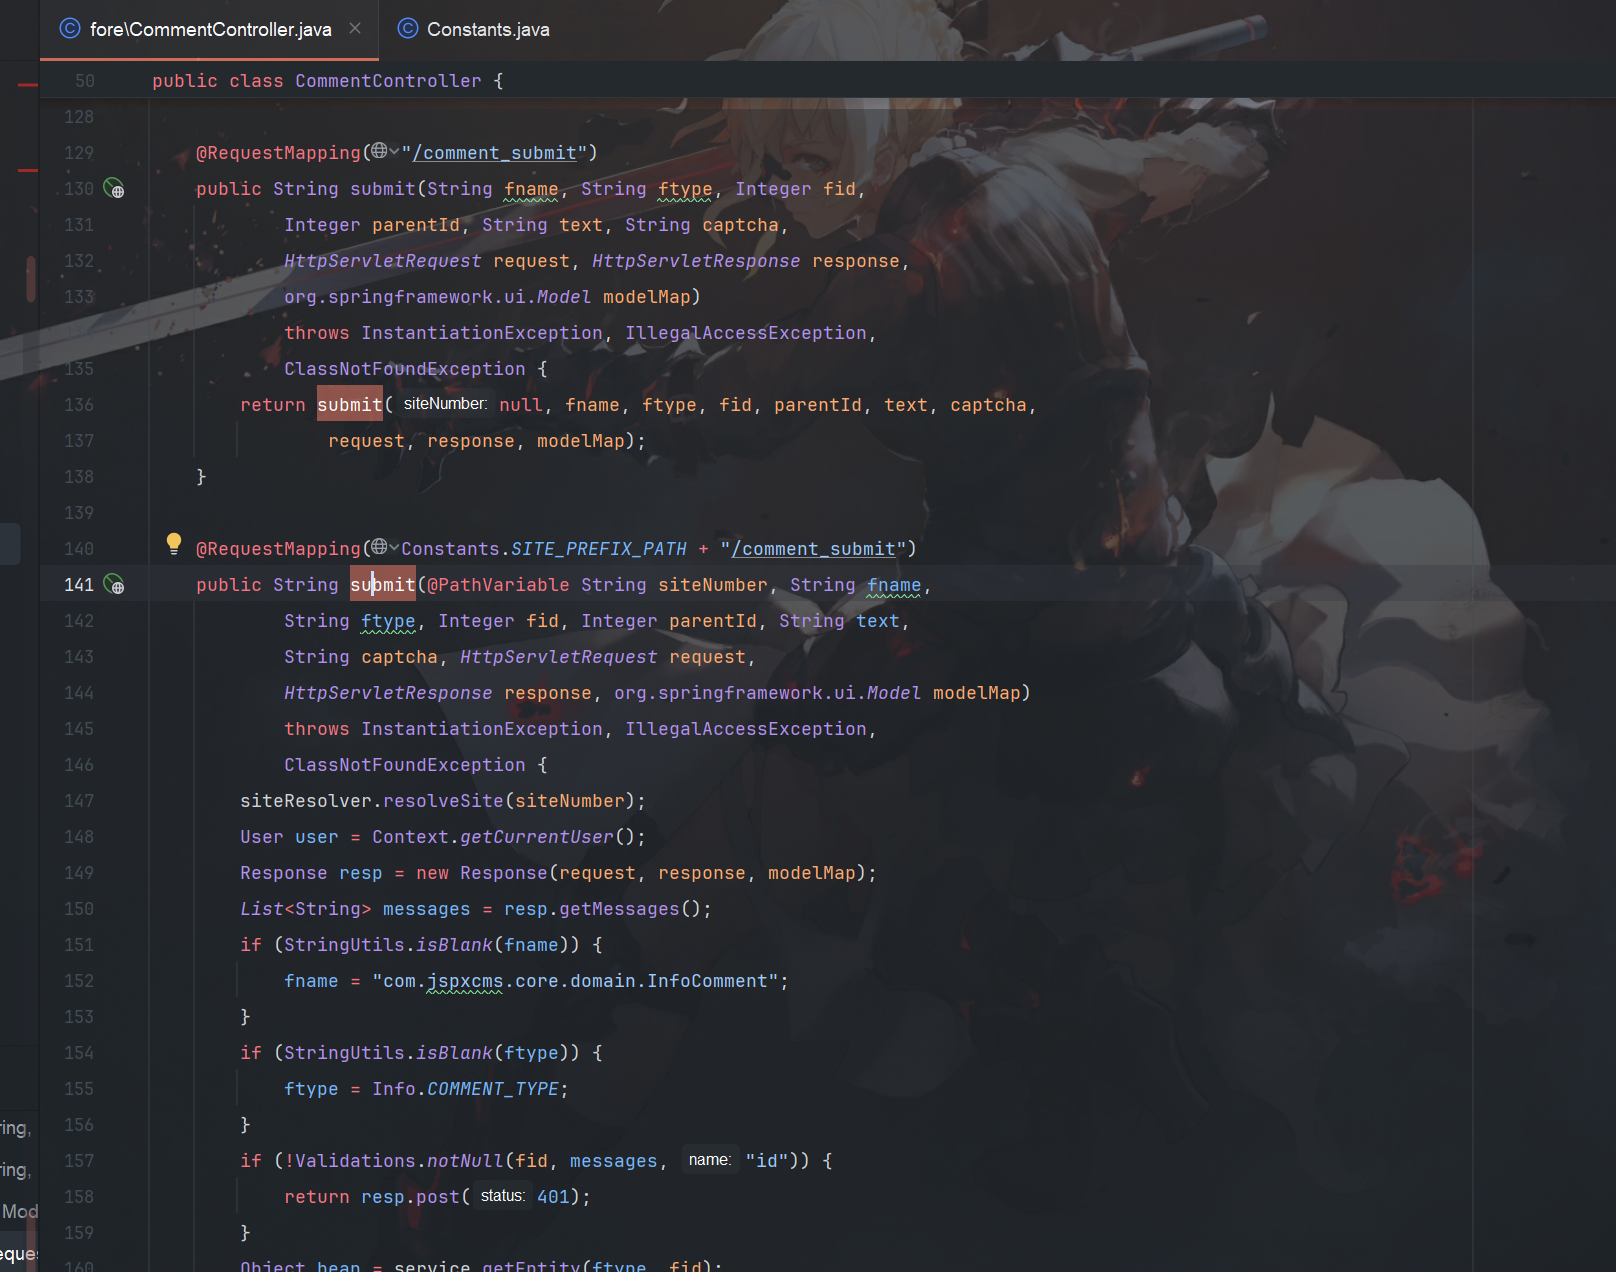 fore\CommentController.java
Constants.java
50 public class CommentController {
128
129 @RequestMapping("/comment_submit")
130 public String submit(String fname, String ftype, Integer fid,
131 Integer parentId, String text, String captcha,
132 HttpServletRequest request, HttpServletResponse response,
133 org.springframework.ui.Model modelMap)
throws InstantiationException, IllegalAccessException,
135 ClassNotFoundException {
136 return submit( siteNumber: null, fname, ftype, fid, parentId, text, captcha,
137 request, response, modelMap);
138 }
139
140 @RequestMapping(Constants.SITE_PREFIX_PATH + "/comment_submit")
141 public String submit(@PathVariable String siteNumber, String fname,
142 String ftype, Integer fid, Integer parentId, String text,
143 String captcha, HttpServletRequest request,
144 HttpServletResponse response, org.springframework.ui.Model modelMap)
145 throws InstantiationException, IllegalAccessException,
146 ClassNotFoundException {
147 siteResolver.resolveSite(siteNumber);
148 User user = Context.getCurrentUser();
149 Response resp = new Response(request, response, modelMap);
150 List<String> messages = resp.getMessages();
151 if (StringUtils.isBlank(fname)) {
152 fname = "com.jspxcms.core.domain.InfoComment";
153 }
154 if (StringUtils.isBlank(ftype)) {
155 ftype = Info.COMMENT_TYPE;
156 }
ring,
157 if (!Validations.notNull(fid, messages, name: "id")) {
ring,
158 return resp.post( status: 401);
Mod
159 }
eques
160 Object bean = service.getEntity(ftype, fid);